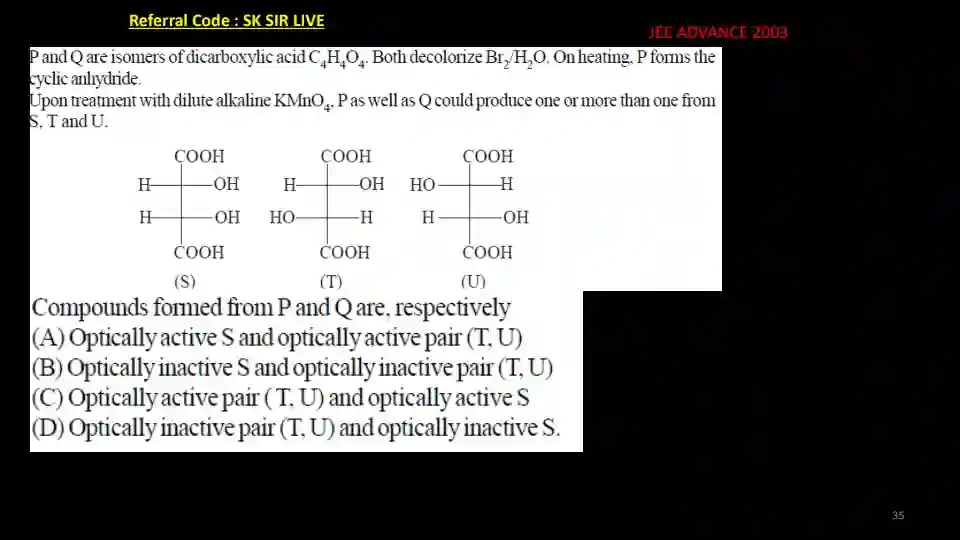 Referral Code : SK SIR LIVE
JEE ADVANCE 2003
P and Q are isomers of dicarboxylic acid C4H4O4. Both decolorize Br2/H2O. On heating, P forms the
cyclic anhydride.
Upon treatment with dilute alkaline KMnO4, P as well as Q could produce one or more than one from
S, T and U.
COOH COOH COOH
H OH H OH HO H
H OH HO H H OH
COOH COOH COOH
(S) (T) (U)
Compounds formed from P and Q are, respectively
(A) Optically active S and optically active pair (T, U)
(B) Optically inactive S and optically inactive pair (T, U)
(C) Optically active pair ( T, U) and optically active S
(D) Optically inactive pair (T, U) and optically inactive S.
35